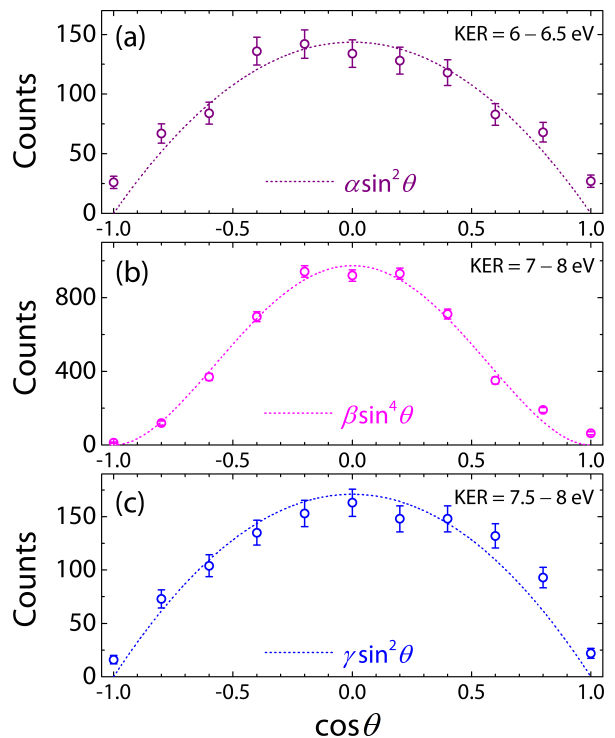 (a) KER = 6 – 6.5 eV
150
100
50
0
Counts
αsin²θ
-1.0 -0.5 0.0 0.5 1.0
(b) KER = 7 – 8 eV
800
400
0
Counts
βsin⁴θ
-1.0 -0.5 0.0 0.5 1.0
(c) KER = 7.5 – 8 eV
150
100
50
0
Counts
γsin²θ
-1.0 -0.5 0.0 0.5 1.0
cosθ